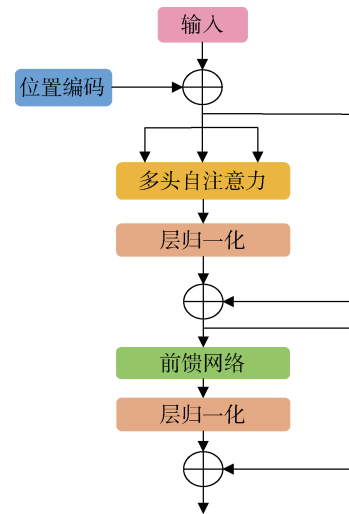 输入
位置编码
多头自注意力
层归一化
前馈网络
层归一化